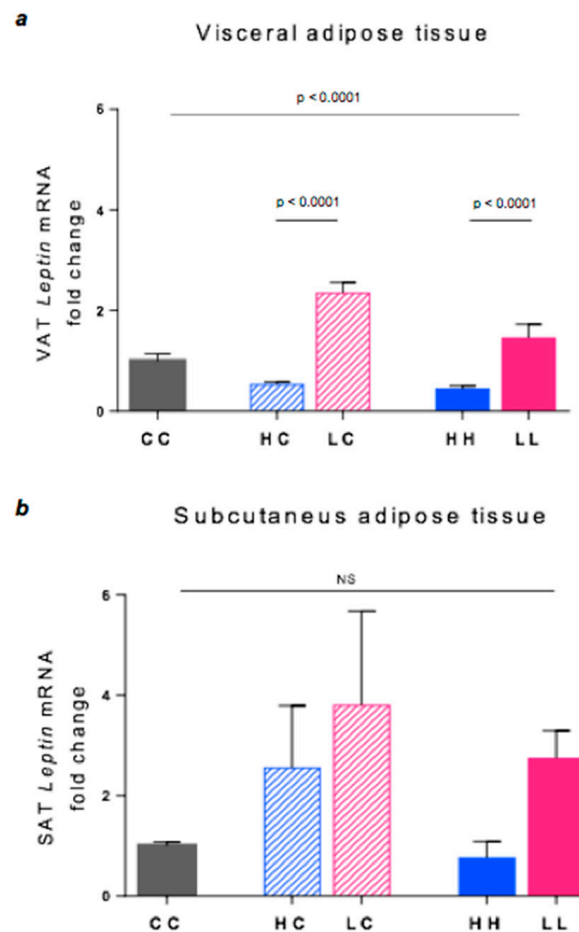 a
Visceral adipose tissue
p < 0.0001
6
p < 0.0001
p < 0.0001
4
VAT Leptin mRNA
fold change
2
0
CC
HC
LC
HH
LL
b
Subcutaneus adipose tissue
NS
6
4
SAT Leptin mRNA
fold change
2
0
CC
HC
LC
HH
LL